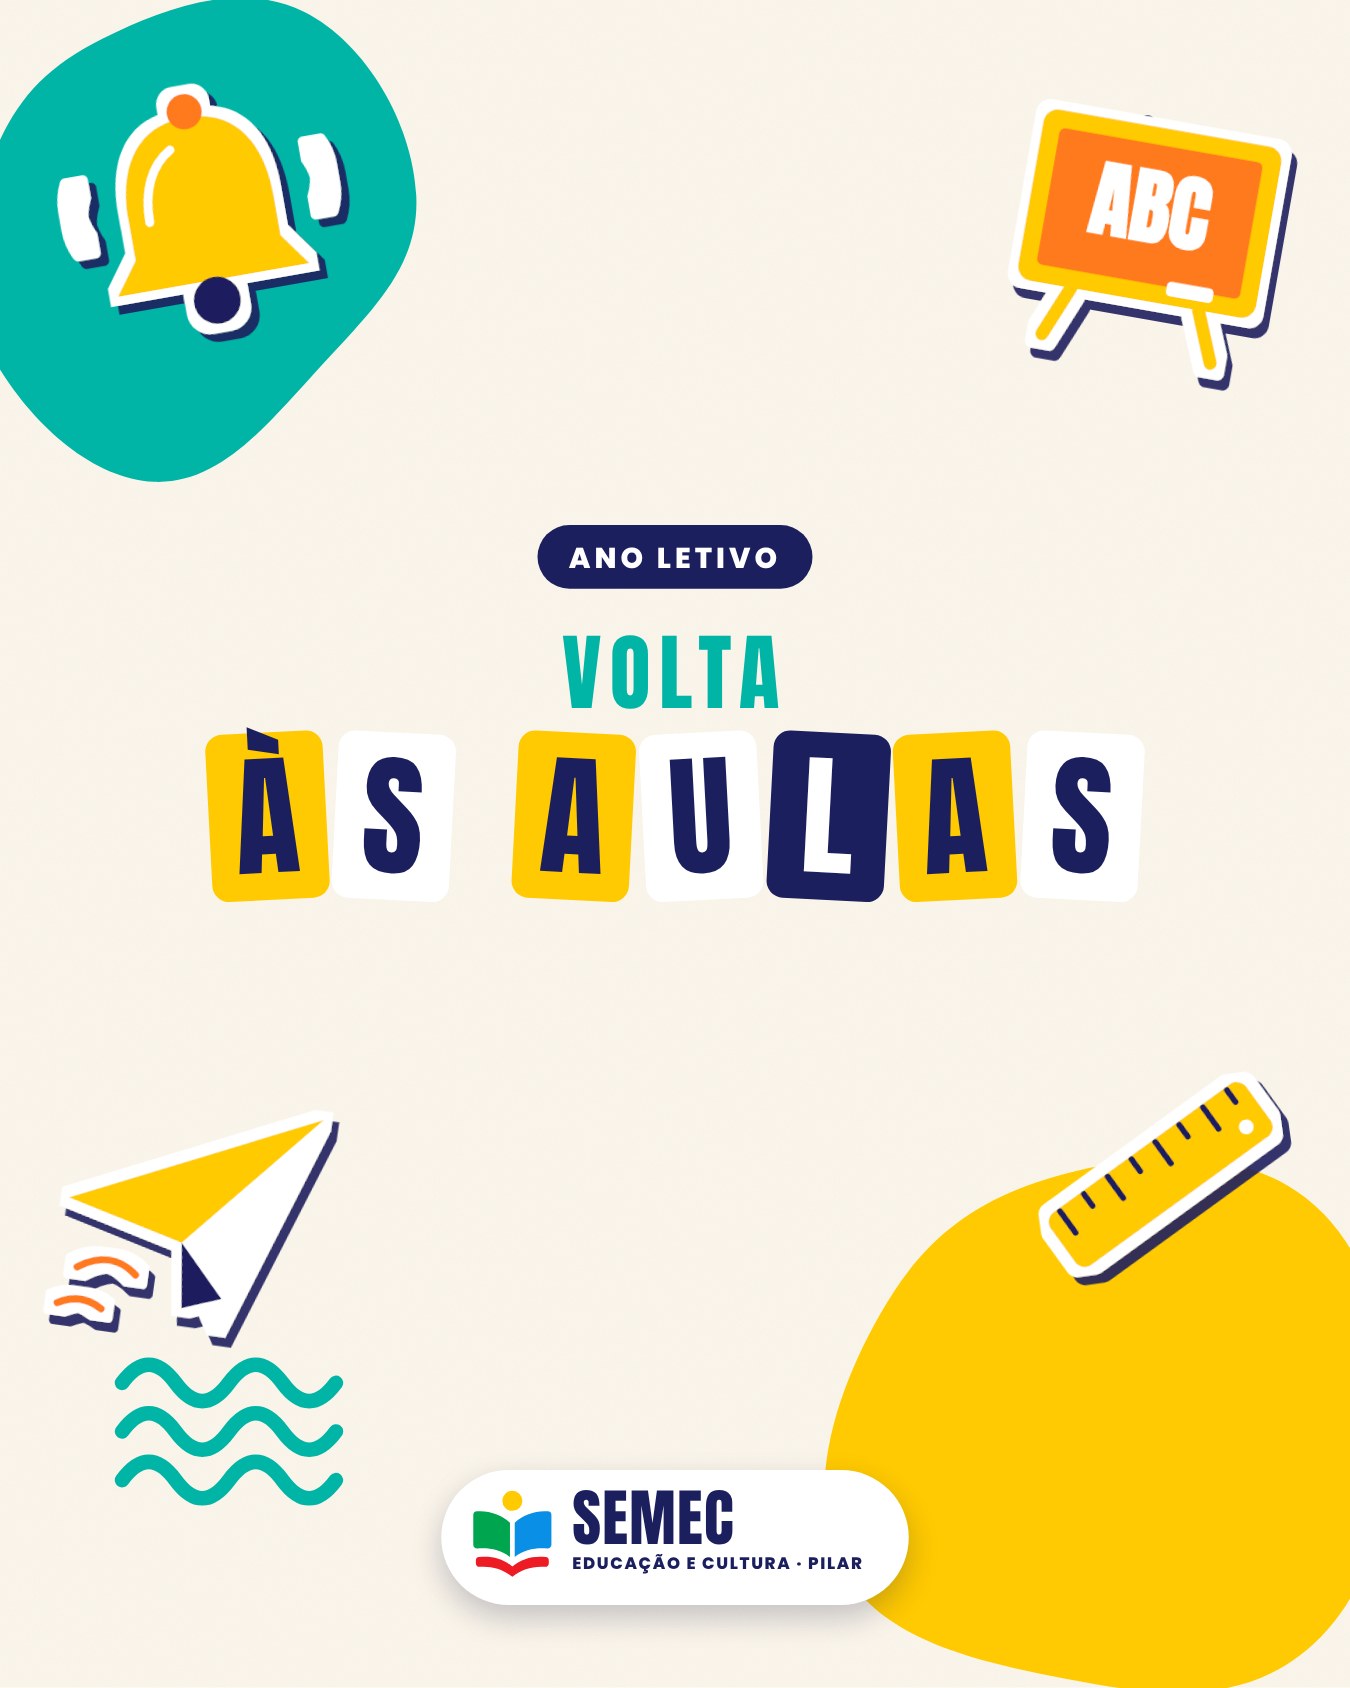 ABC
ANO LETIVO
VOLTA
ÀS AULAS
SEMEC
EDUCAÇÃO E CULTURA · PILAR